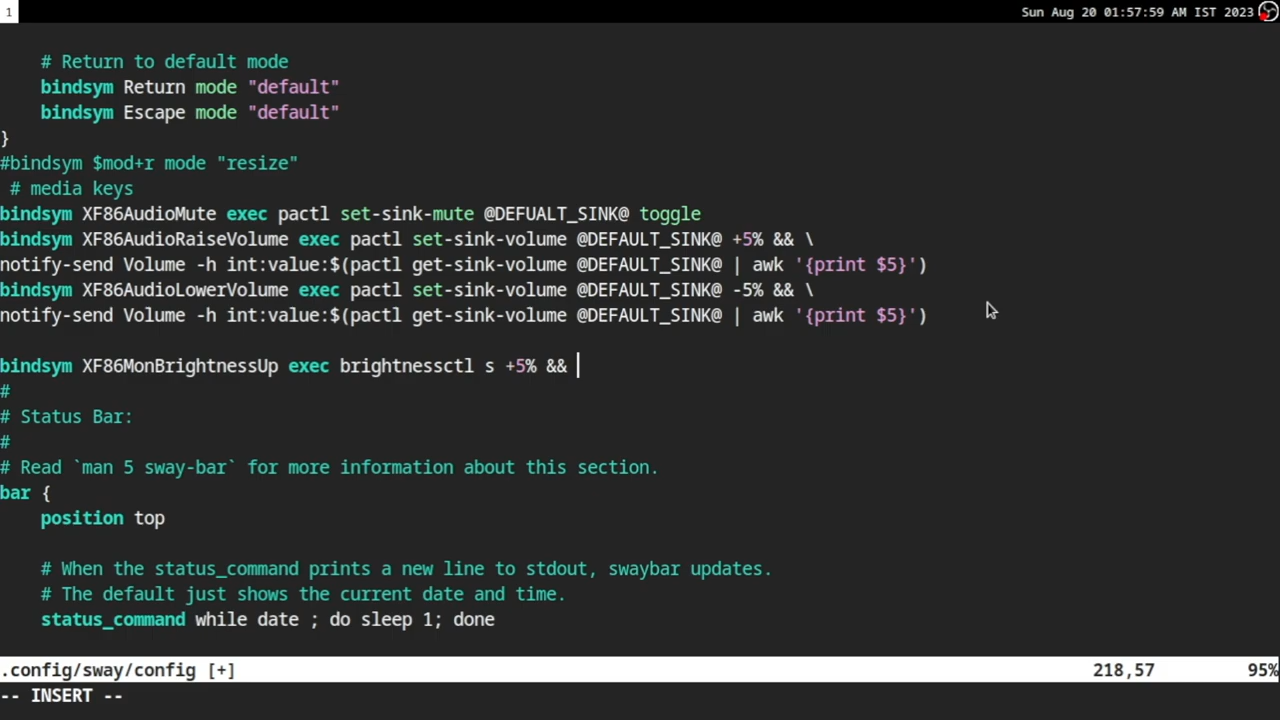 1
Sun Aug 20 01:57:59 AM IST 2023
# Return to default mode
bindsym Return mode "default"
bindsym Escape mode "default"
}
#bindsym $mod+r mode "resize"
# media keys
bindsym XF86AudioMute exec pactl set-sink-mute @DEFUALT_SINK@ toggle
bindsym XF86AudioRaiseVolume exec pactl set-sink-volume @DEFAULT_SINK@ +5% && \
notify-send Volume -h int:value:$(pactl get-sink-volume @DEFAULT_SINK@ | awk '{print $5}')
bindsym XF86AudioLowerVolume exec pactl set-sink-volume @DEFAULT_SINK@ -5% && \
notify-send Volume -h int:value:$(pactl get-sink-volume @DEFAULT_SINK@ | awk '{print $5}')
bindsym XF86MonBrightnessUp exec brightnessctl s +5% &&
#
# Status Bar:
#
# Read `man 5 sway-bar` for more information about this section.
bar {
position top
# When the status_command prints a new line to stdout, swaybar updates.
# The default just shows the current date and time.
status_command while date ; do sleep 1; done
.config/sway/config [+]
218,57
95%
-- INSERT --